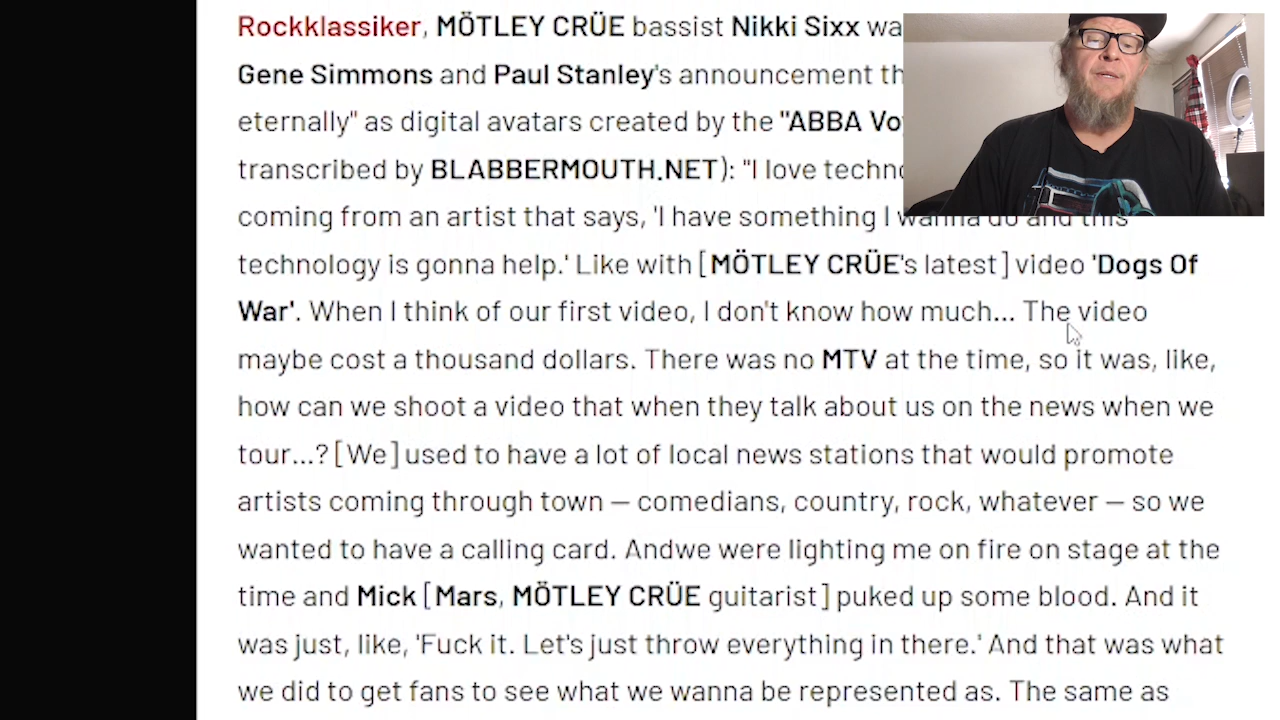 Rockklassiker, MÖTLEY CRÜE bassist Nikki Sixx wa
Gene Simmons and Paul Stanley's announcement th
eternally" as digital avatars created by the "ABBA Vo
transcribed by BLABBERMOUTH.NET): "I love techno
coming from an artist that says, 'I have something I wanna do and this
technology is gonna help.' Like with [MÖTLEY CRÜE's latest] video 'Dogs Of
War'. When I think of our first video, I don't know how much... The video
maybe cost a thousand dollars. There was no MTV at the time, so it was, like,
how can we shoot a video that when they talk about us on the news when we
tour...? [We] used to have a lot of local news stations that would promote
artists coming through town — comedians, country, rock, whatever — so we
wanted to have a calling card. Andwe were lighting me on fire on stage at the
time and Mick [Mars, MÖTLEY CRÜE guitarist] puked up some blood. And it
was just, like, 'Fuck it. Let's just throw everything in there.' And that was what
we did to get fans to see what we wanna be represented as. The same as